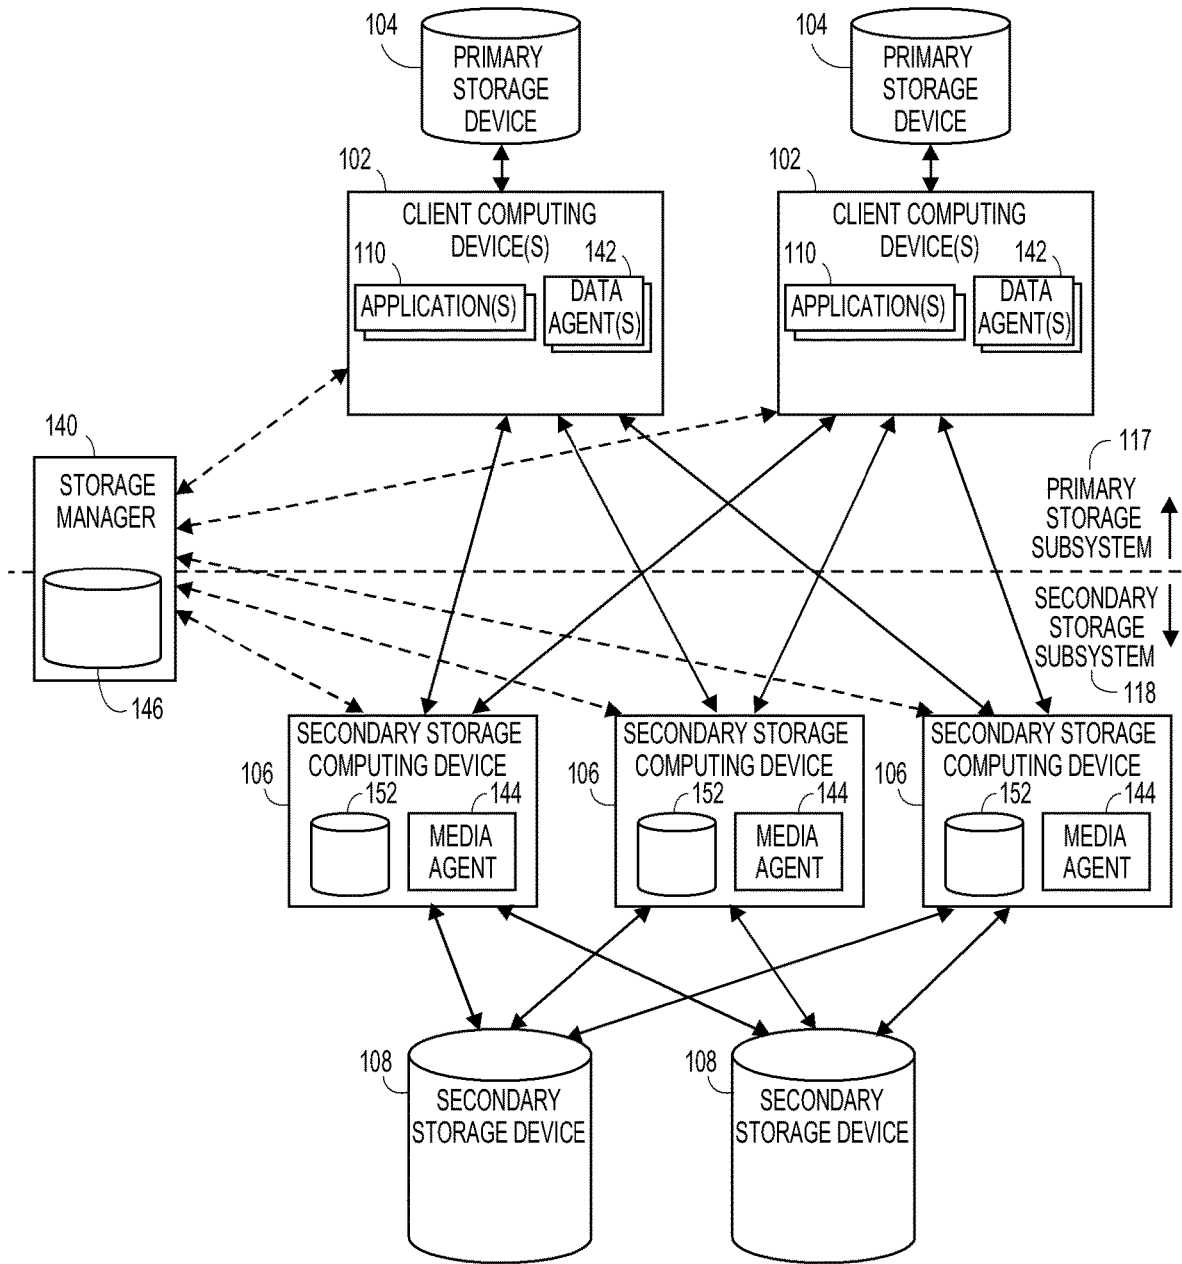 104
PRIMARY
STORAGE
DEVICE
104
PRIMARY
STORAGE
DEVICE
102
CLIENT COMPUTING
DEVICE(S)
110
APPLICATION(S)
142
DATA
AGENT(S)
102
CLIENT COMPUTING
DEVICE(S)
110
APPLICATION(S)
142
DATA
AGENT(S)
140
STORAGE
MANAGER
146
117
PRIMARY
STORAGE
SUBSYSTEM
SECONDARY
STORAGE
SUBSYSTEM
118
SECONDARY STORAGE
COMPUTING DEVICE
106
152
144
MEDIA
AGENT
SECONDARY STORAGE
COMPUTING DEVICE
106
152
144
MEDIA
AGENT
SECONDARY STORAGE
COMPUTING DEVICE
106
152
144
MEDIA
AGENT
108
SECONDARY
STORAGE DEVICE
108
SECONDARY
STORAGE DEVICE